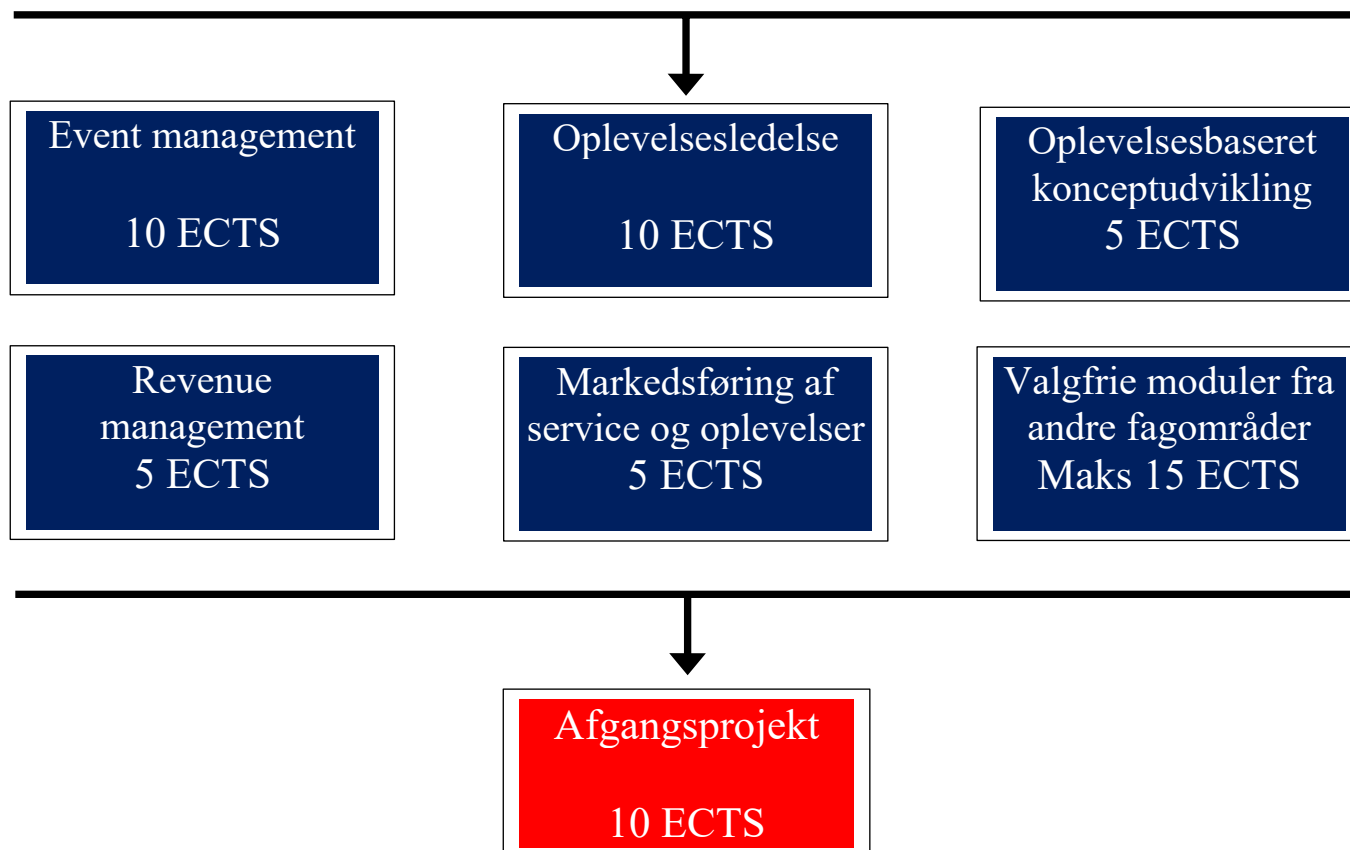 Event management
10 ECTS
Oplevelsesledelse
10 ECTS
Oplevelsesbaseret
konceptudvikling
5 ECTS
Revenue
management
5 ECTS
Markedsføring af
service og oplevelser
5 ECTS
Valgfrie moduler fra
andre fagområder
Maks 15 ECTS
Afgangsprojekt
10 ECTS